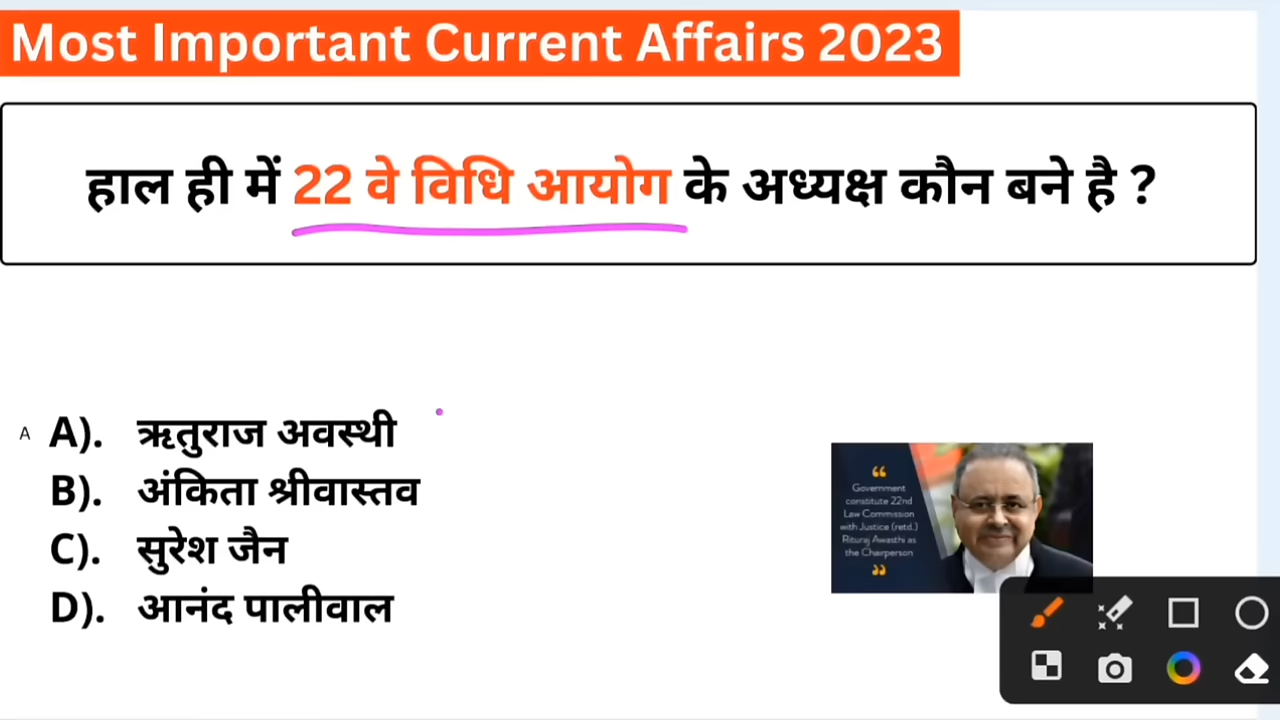 Most Important Current Affairs 2023
हाल ही में 22 वे विधि आयोग के अध्यक्ष कौन बने है ?
A A). ऋतुराज अवस्थी
B). अंकिता श्रीवास्तव
C). सुरेश जैन
D). आनंद पालीवाल
“
Government
constitute 22nd
Law Commission
with Justice (retd.)
Rituraj Awasthi as
the Chairperson
”